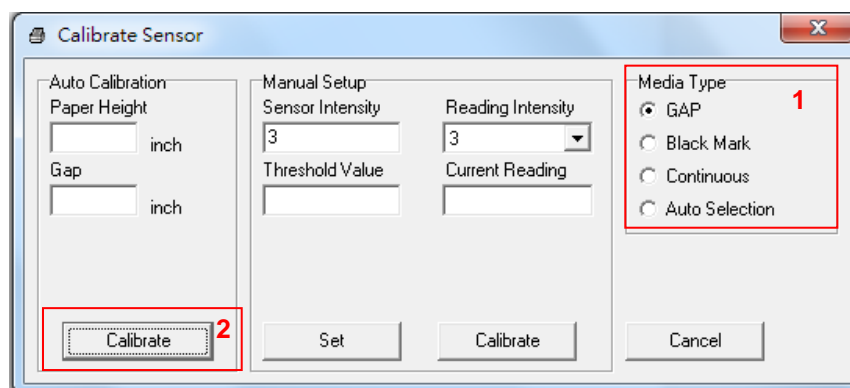 Calibrate Sensor
Auto Calibration
Paper Height
inch
Gap
inch
2
Calibrate
Manual Setup
Sensor Intensity
Reading Intensity
3
3
Threshold Value
Current Reading
Set
Calibrate
Media Type
1
GAP
Black Mark
Continuous
Auto Selection
Cancel